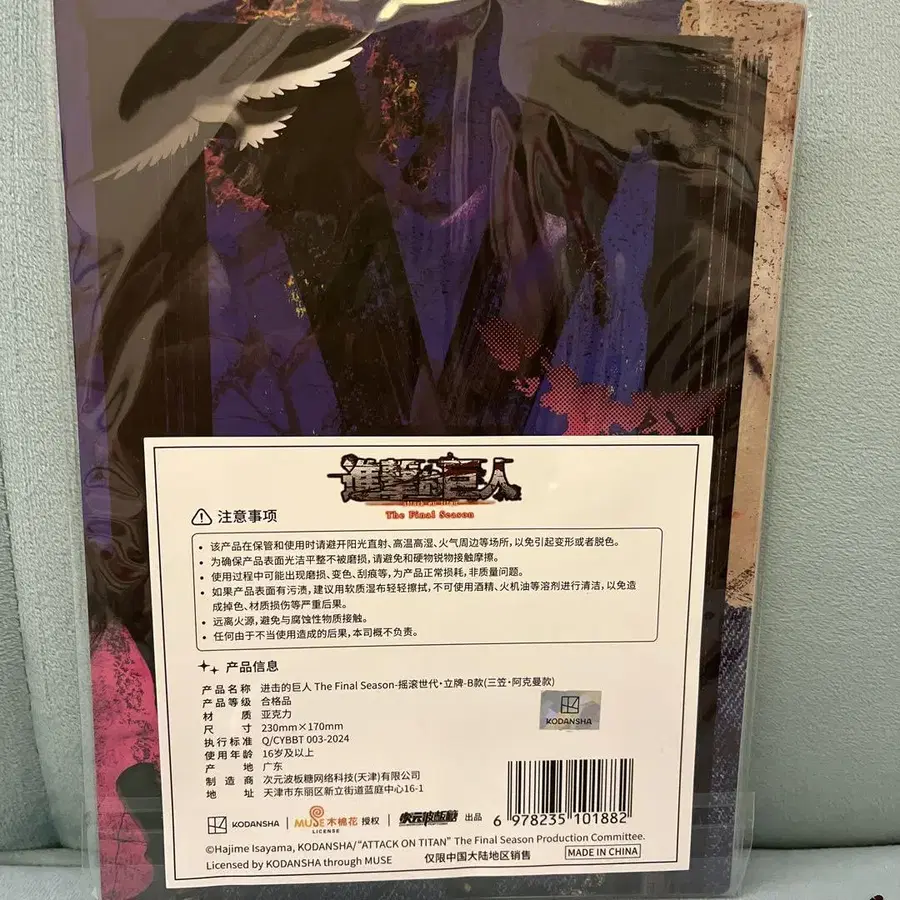 進撃の巨人
attack on titan
The Final Season
注意事项
• 该产品在保管和使用时请避开阳光直射、高温高湿、火气周边等场所，以免引起变形或者脱色。
• 为确保产品表面光洁平整不被磨损，请避免和硬物锐物接触摩擦。
• 使用过程中可能出现磨损、变色、刮痕等，为产品正常损耗，非质量问题。
• 如果产品表面有污渍，建议用软质湿布轻轻擦拭，不可使用酒精、火机油等溶剂进行清洁，以免造
成掉色、材质损伤等严重后果。
• 远离火源，避免与腐蚀性物质接触。
• 任何由于不当使用造成的后果，本司概不负责。
产品信息
产品名称 进击的巨人 The Final Season-摇滚世代·立牌-B款(三笠·阿克曼款)
产品等级 合格品
材质 亚克力
尺寸 230mm×170mm
执行标准 Q/CYBBT 003-2024
使用年龄 16岁及以上
产地 广东
制造商 次元波板糖网络科技(天津)有限公司
地址 天津市东丽区新立街道蓝庭中心16-1
KODANSHA
6 978235 101882
KODANSHA MUSE木棉花 LICENSE 授权 次元波板糖 出品
©Hajime Isayama, KODANSHA/"ATTACK ON TITAN" The Final Season Production Committee.
Licensed by KODANSHA through MUSE 仅限中国大陆地区销售 MADE IN CHINA